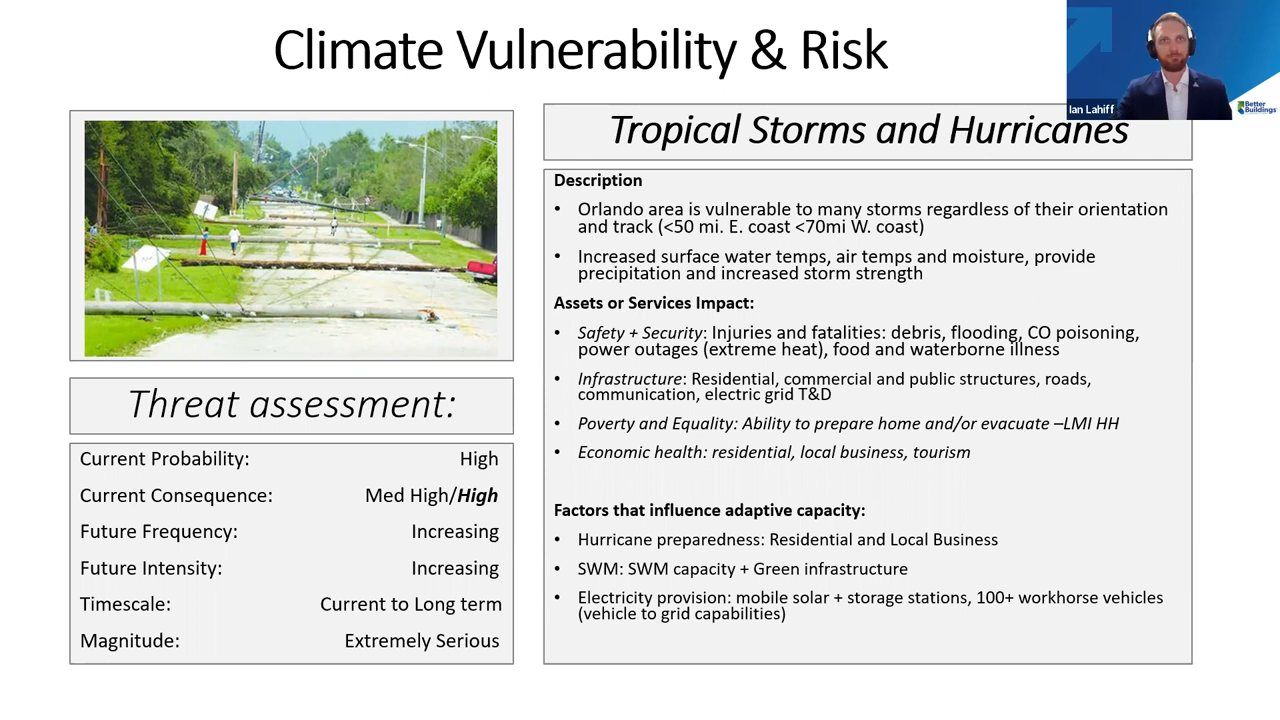 Climate Vulnerability & Risk
Ian Lahiff
Better
Buildings
Tropical Storms and Hurricanes
Threat assessment:
Current Probability: High
Current Consequence: Med High/High
Future Frequency: Increasing
Future Intensity: Increasing
Timescale: Current to Long term
Magnitude: Extremely Serious
Description
• Orlando area is vulnerable to many storms regardless of their orientation
and track (<50 mi. E. coast <70mi W. coast)
• Increased surface water temps, air temps and moisture, provide
precipitation and increased storm strength
Assets or Services Impact:
• Safety + Security: Injuries and fatalities: debris, flooding, CO poisoning,
power outages (extreme heat), food and waterborne illness
• Infrastructure: Residential, commercial and public structures, roads,
communication, electric grid T&D
• Poverty and Equality: Ability to prepare home and/or evacuate –LMI HH
• Economic health: residential, local business, tourism
Factors that influence adaptive capacity:
• Hurricane preparedness: Residential and Local Business
• SWM: SWM capacity + Green infrastructure
• Electricity provision: mobile solar + storage stations, 100+ workhorse vehicles
(vehicle to grid capabilities)